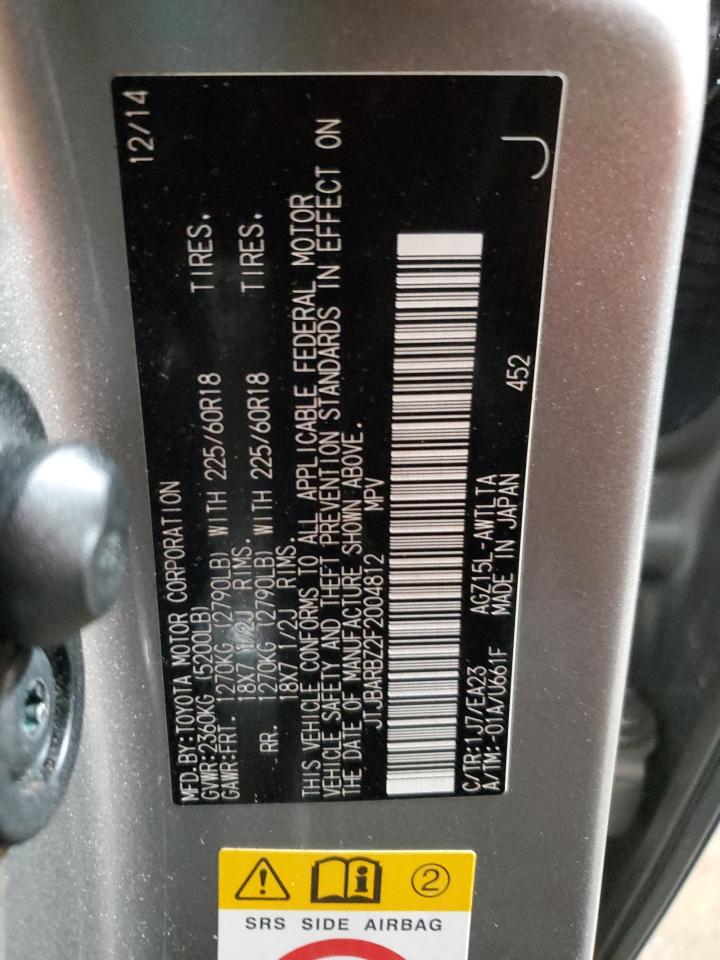 MFD.BY:TOYOTA MOTOR CORPORATION 12/14
GVWR:2360KG (5200LB)
GAWR:FRT. 1270KG (2790LB) WITH 225/60R18 TIRES.
18X7 1/2J RIMS.
RR. 1270KG (2790LB) WITH 225/60R18 TIRES.
18X7 1/2J RIMS.
THIS VEHICLE CONFORMS TO ALL APPLICABLE FEDERAL MOTOR
VEHICLE SAFETY AND THEFT PREVENTION STANDARDS IN EFFECT ON
THE DATE OF MANUFACTURE SHOWN ABOVE.
JTJBARBZ2F2004812 MPV
C/TR:1J7/EA23 AGZ15L-AWTLTA
A/TM:-01A/U661F MADE IN JAPAN 452 J
2
SRS SIDE AIRBAG